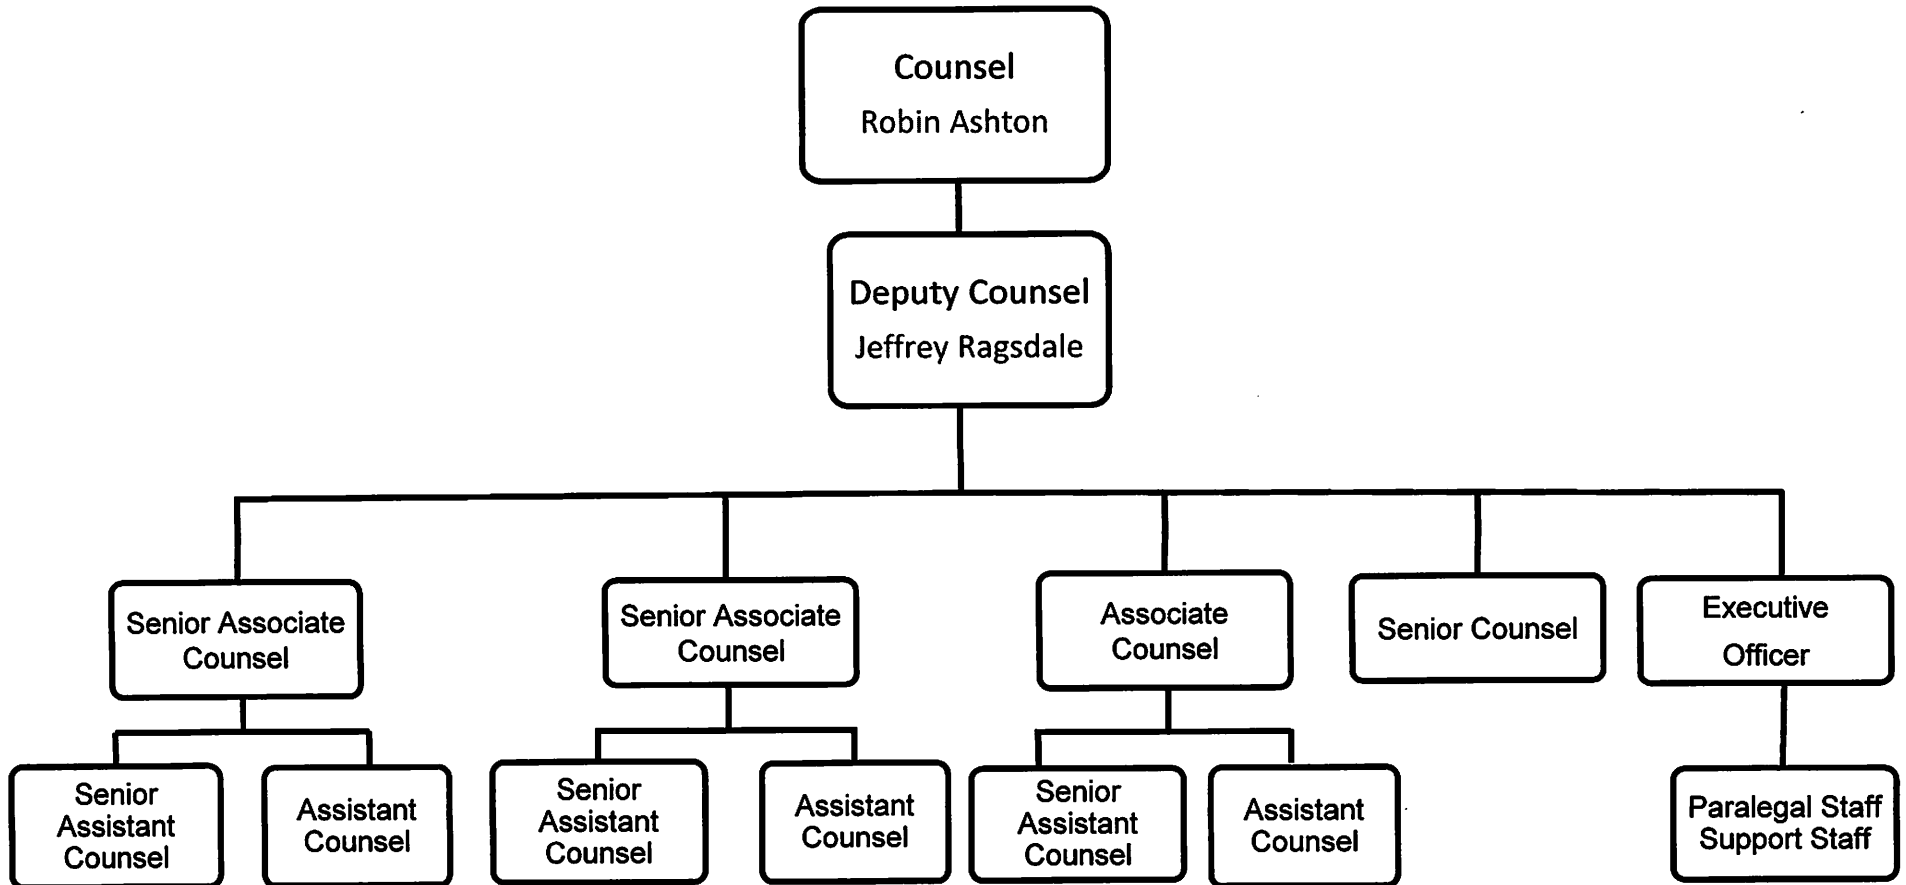 Counsel
Robin Ashton
Deputy Counsel
Jeffrey Ragsdale
Senior Associate
Counsel
Senior Associate
Counsel
Associate
Counsel
Senior Counsel
Executive
Officer
Senior
Assistant
Counsel
Assistant
Counsel
Senior
Assistant
Counsel
Assistant
Counsel
Senior
Assistant
Counsel
Assistant
Counsel
Paralegal Staff
Support Staff